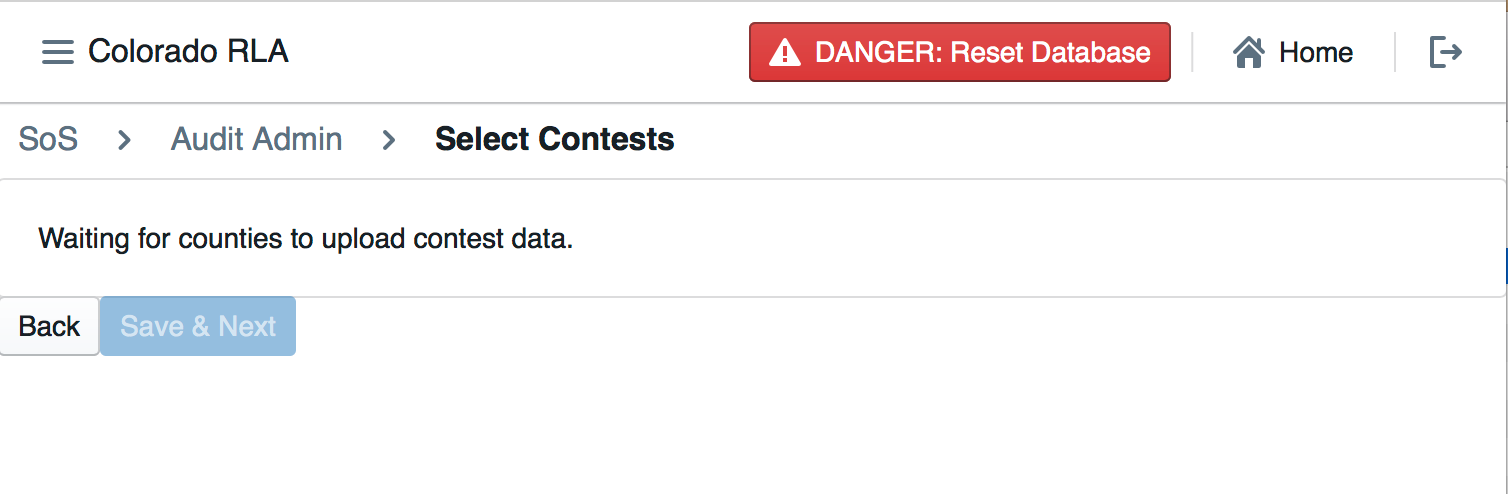 Colorado RLA DANGER: Reset Database Home
SoS > Audit Admin > Select Contests
Waiting for counties to upload contest data.
Back Save & Next